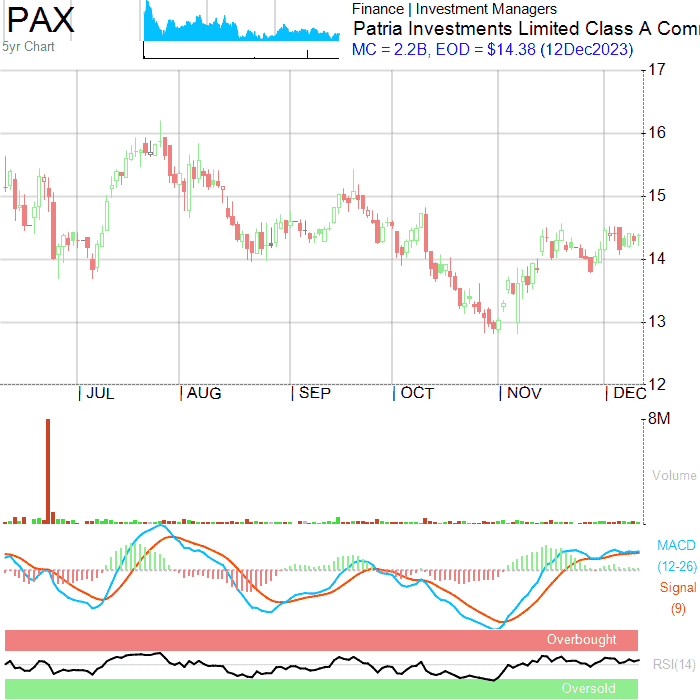 PAX
5yr Chart
Finance | Investment Managers
Patria Investments Limited Class A Com
MC = 2.2B, EOD = $14.38 (12Dec2023)
17
16
15
14
13
12
JUL AUG SEP OCT NOV DEC
8M
Volume
MACD
(12-26)
Signal
(9)
Overbought
RSI(14)
Oversold